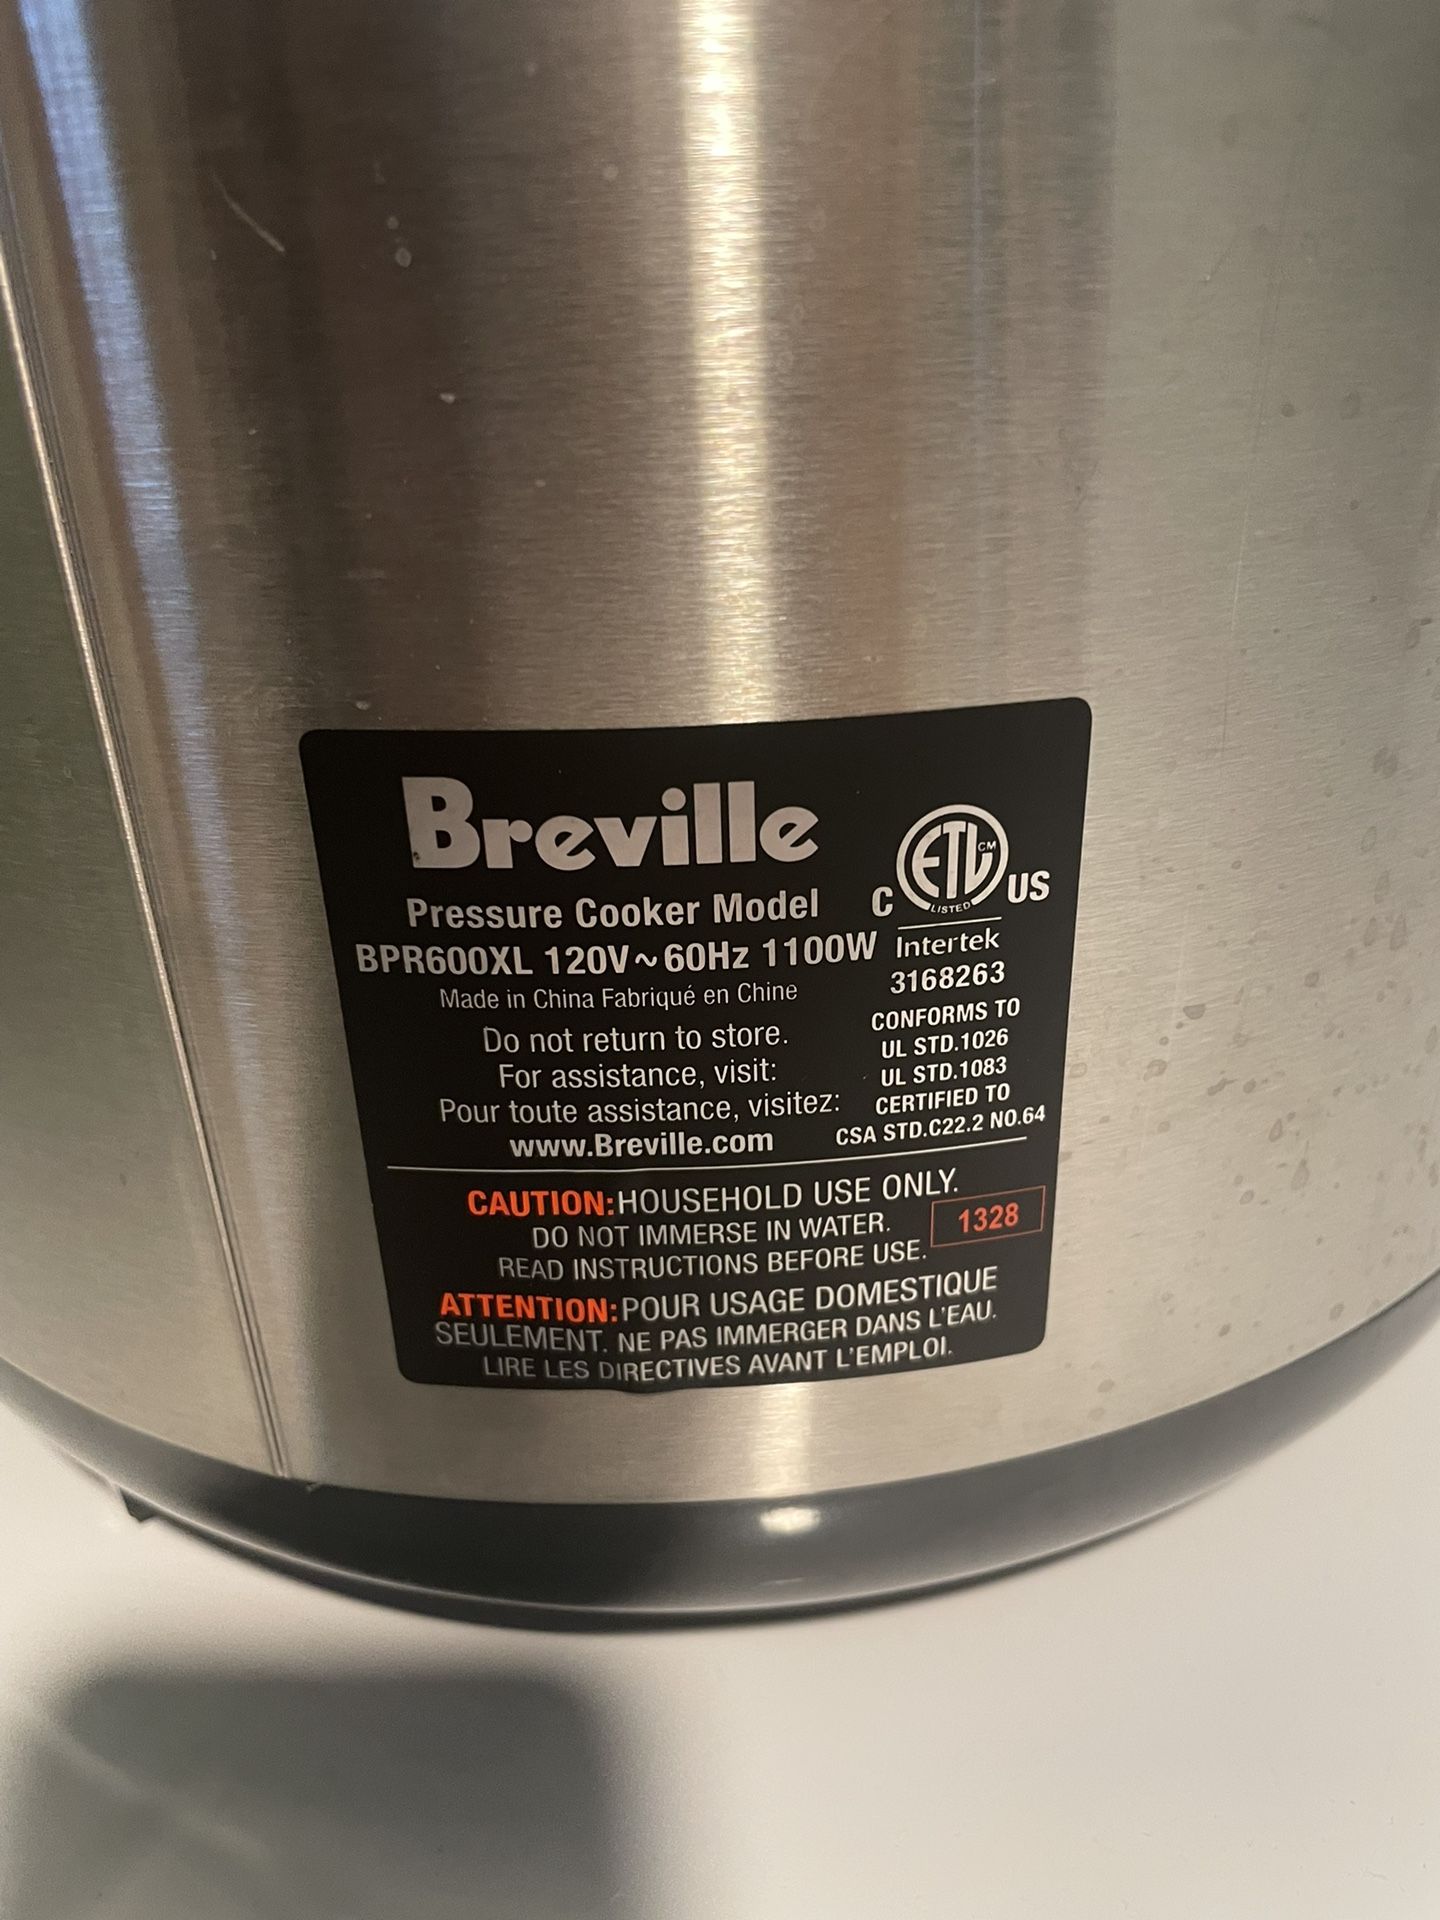 Breville
Pressure Cooker Model
BPR600XL 120V~60Hz 1100W
Made in China Fabriqué en Chine
Do not return to store.
For assistance, visit:
Pour toute assistance, visitez:
www.Breville.com
C ETL CM US
LISTED
Intertek
3168263
CONFORMS TO
UL STD.1026
UL STD.1083
CERTIFIED TO
CSA STD.C22.2 NO.64
CAUTION:HOUSEHOLD USE ONLY.
DO NOT IMMERSE IN WATER.
READ INSTRUCTIONS BEFORE USE.
1328
ATTENTION:POUR USAGE DOMESTIQUE
SEULEMENT. NE PAS IMMERGER DANS L'EAU.
LIRE LES DIRECTIVES AVANT L'EMPLOI.